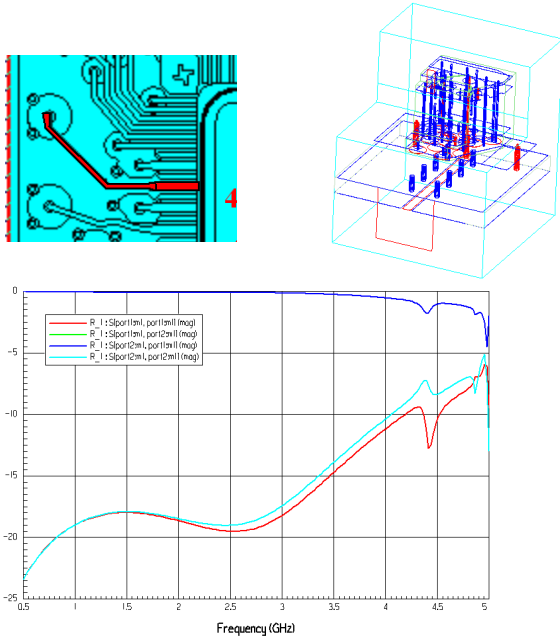 4
0
R_1 : S[port1sm1, port1sm1] (mag)
R_1 : S[port1sm1, port2sm1] (mag)
R_1 : S[port2sm1, port1sm1] (mag)
R_1 : S[port2sm1, port2sm1] (mag)
-5
-10
-15
-20
-25
0.5 1 1.5 2 2.5 3 3.5 4 4.5 5
Frequency (GHz)